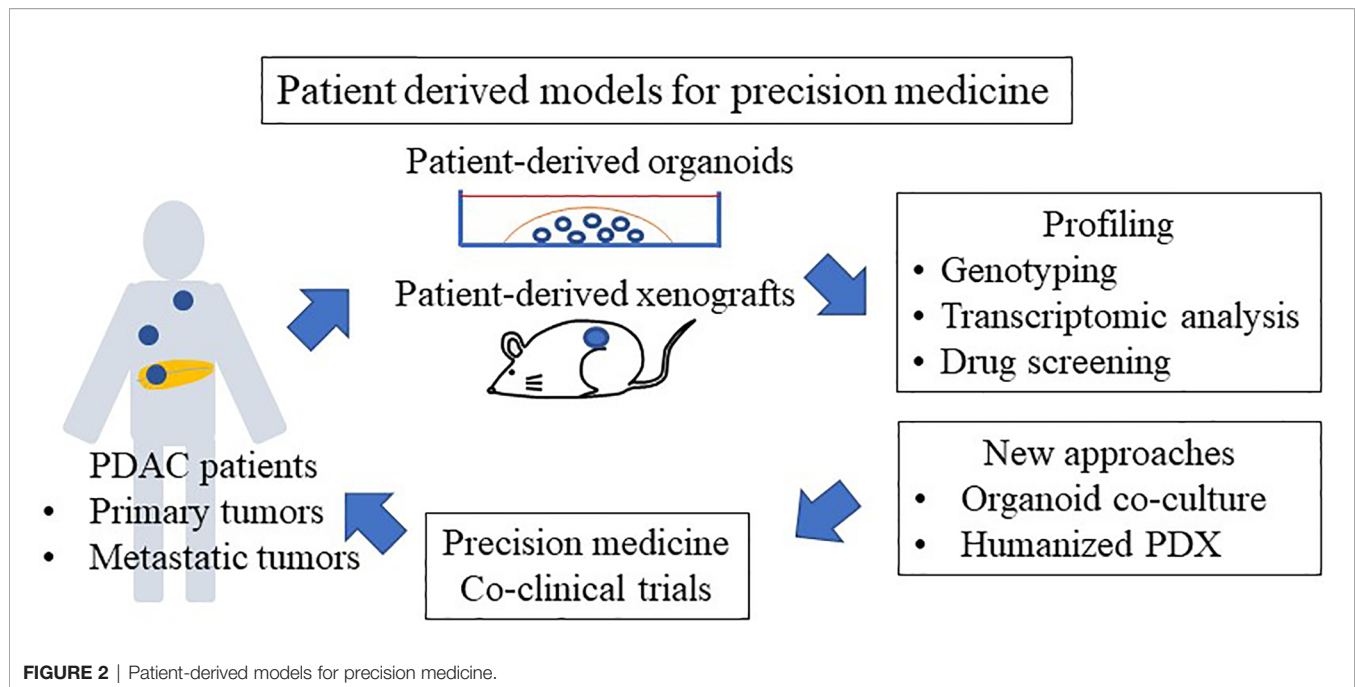 Patient derived models for precision medicine
Patient-derived organoids
Patient-derived xenografts
Profiling
• Genotyping
• Transcriptomic analysis
• Drug screening
New approaches
• Organoid co-culture
• Humanized PDX
Precision medicine
Co-clinical trials
PDAC patients
• Primary tumors
• Metastatic tumors
FIGURE 2 | Patient-derived models for precision medicine.